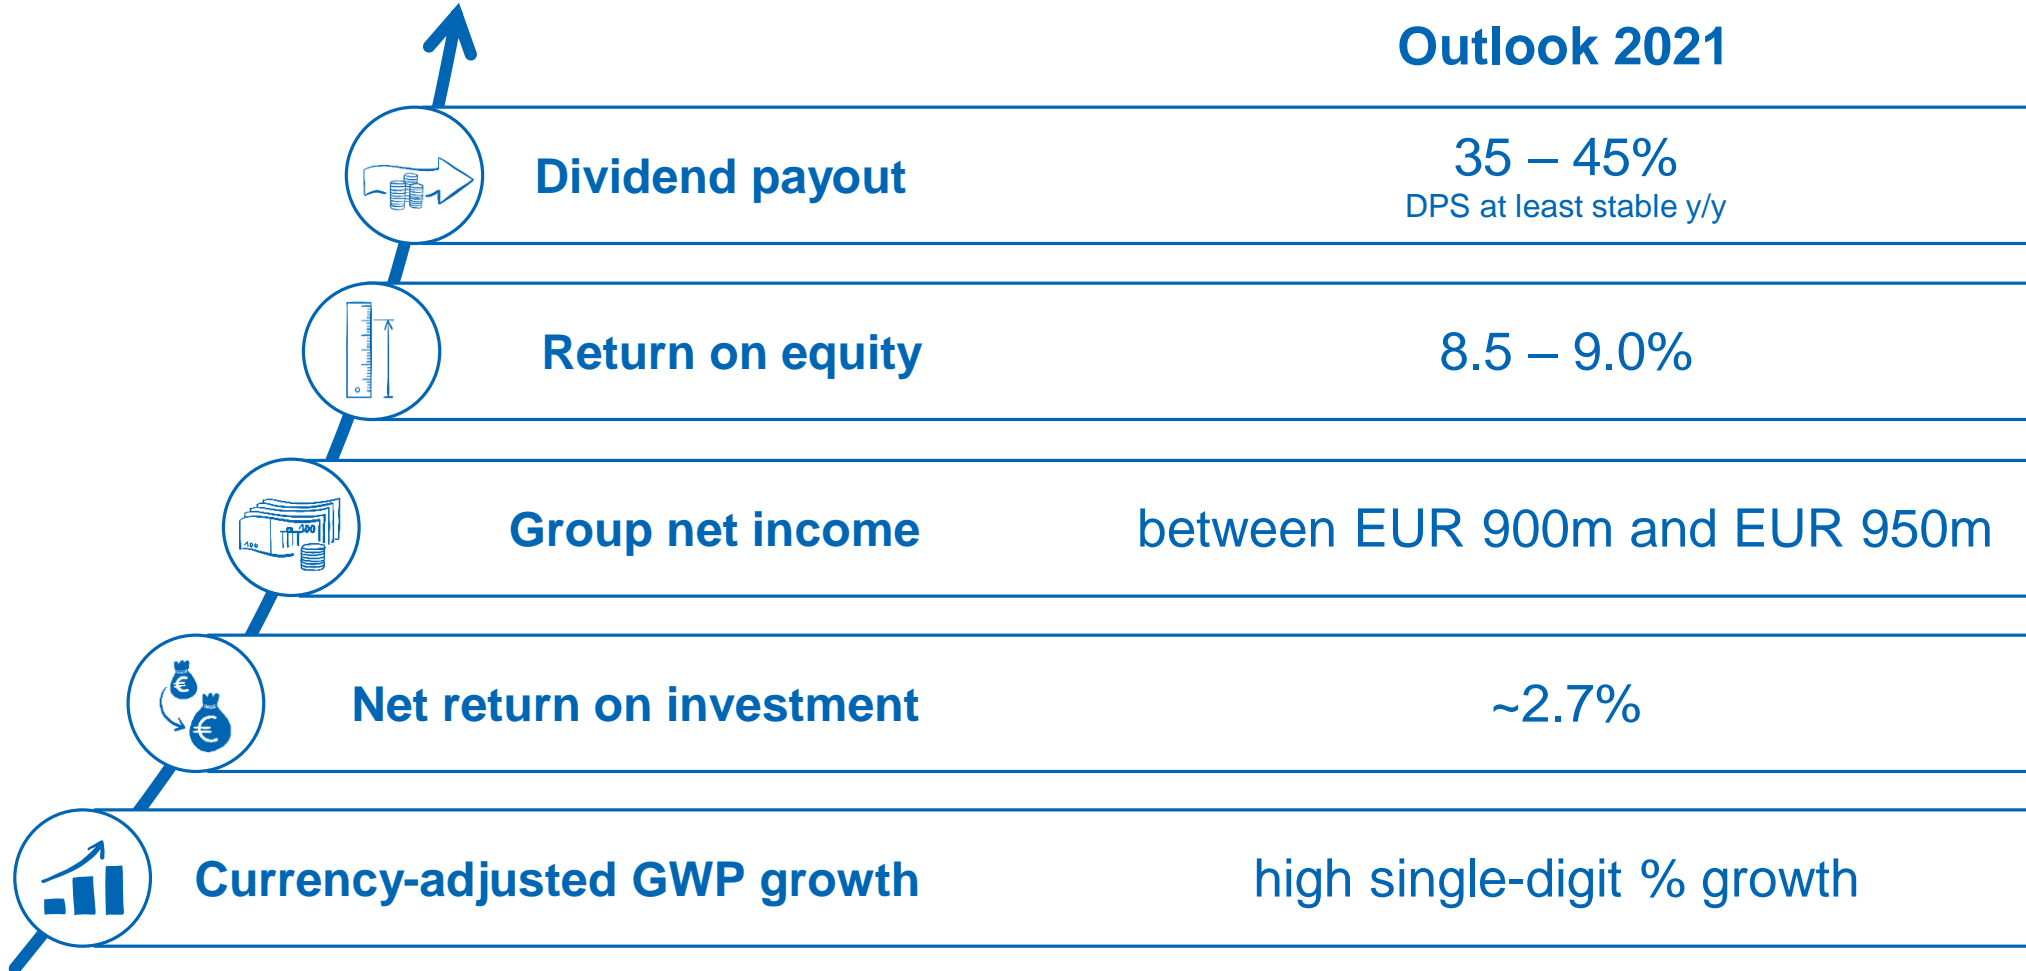 Outlook 2021
Dividend payout
35 – 45%
DPS at least stable y/y
Return on equity
8.5 – 9.0%
100
100
Group net income
between EUR 900m and EUR 950m
€
€
Net return on investment
~2.7%
Currency-adjusted GWP growth
high single-digit % growth